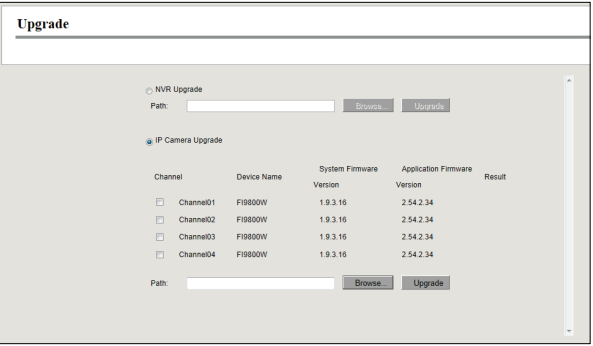 Upgrade
NVR Upgrade
Path: Browse... Upgrade
IP Camera Upgrade
Channel Device Name System Firmware Version Application Firmware Version Result
Channel01 FI9800W 1.9.3.16 2.54.2.34
Channel02 FI9800W 1.9.3.16 2.54.2.34
Channel03 FI9800W 1.9.3.16 2.54.2.34
Channel04 FI9800W 1.9.3.16 2.54.2.34
Path: Browse... Upgrade